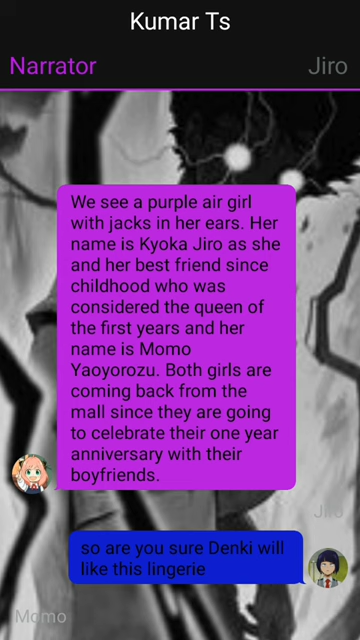 Kumar Ts
Narrator
Jiro
We see a purple air girl
with jacks in her ears. Her
name is Kyoka Jiro as she
and her best friend since
childhood who was
considered the queen of
the first years and her
name is Momo
Yaoyorozu. Both girls are
coming back from the
mall since they are going
to celebrate their one year
anniversary with their
boyfriends.
Jiro
so are you sure Denki will
like this lingerie
Momo